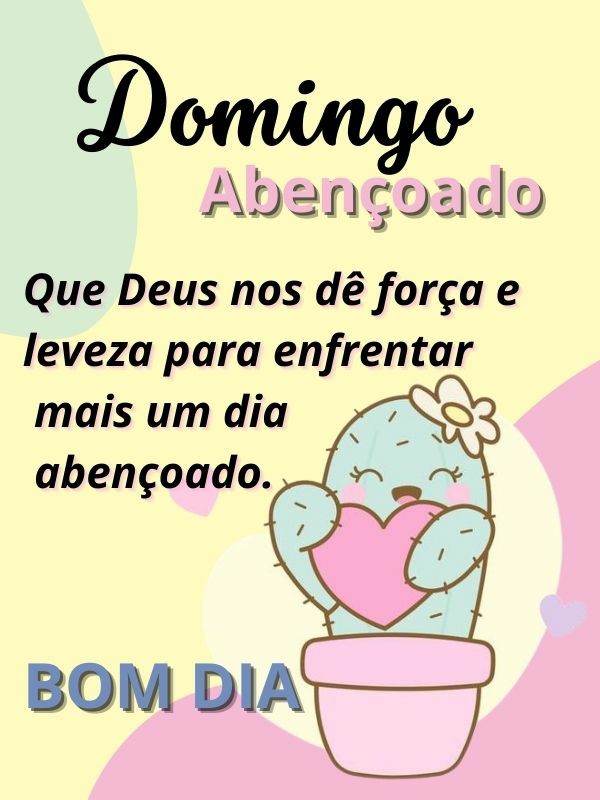 Domingo
Abençoado
Que Deus nos dê força e
leveza para enfrentar
mais um dia
abençoado.
BOM DIA